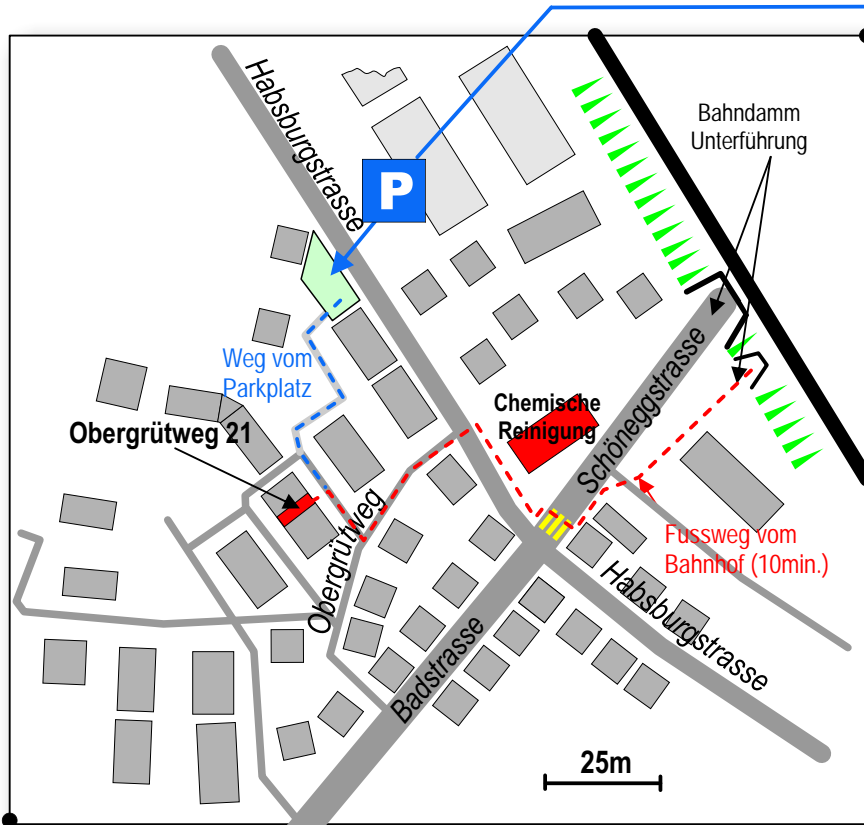 Habsburgstrasse
Bahndamm
Unterführung
P
Weg vom
Parkplatz
Chemische
Reinigung
Schöneggstrasse
Obergrütweg 21
Obergrütweg
Fussweg vom
Bahnhof (10min.)
Habsburgstrasse
Badstrasse
25m